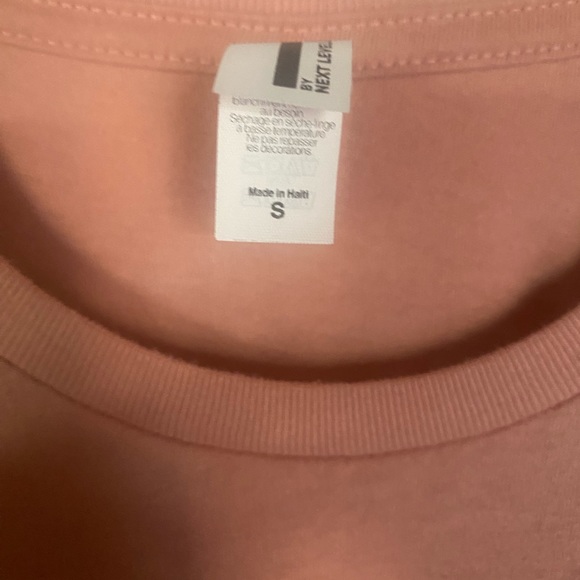 BY
NEXT LEVEL
au besoin
Séchage en sèche-linge
à basse température
Ne pas repasser
les décorations
Made in Haiti
S